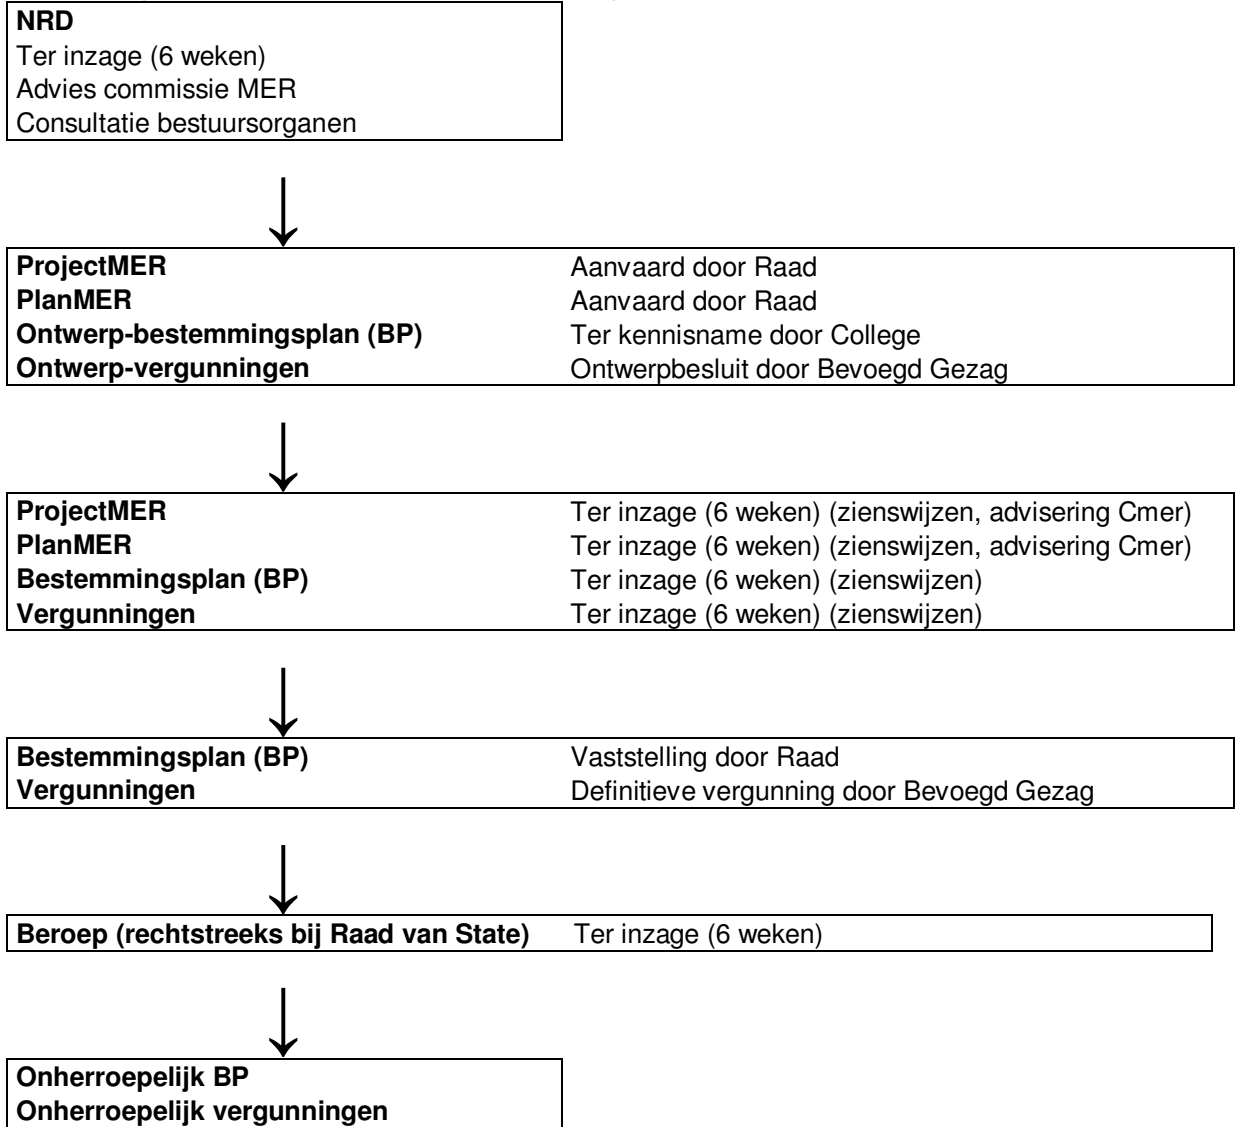 NRD
Ter inzage (6 weken)
Advies commissie MER
Consultatie bestuursorganen
ProjectMER Aanvaard door Raad
PlanMER Aanvaard door Raad
Ontwerp-bestemmingsplan (BP) Ter kennisname door College
Ontwerp-vergunningen Ontwerpbesluit door Bevoegd Gezag
ProjectMER Ter inzage (6 weken) (zienswijzen, advisering Cmer)
PlanMER Ter inzage (6 weken) (zienswijzen, advisering Cmer)
Bestemmingsplan (BP) Ter inzage (6 weken) (zienswijzen)
Vergunningen Ter inzage (6 weken) (zienswijzen)
Bestemmingsplan (BP) Vaststelling door Raad
Vergunningen Definitieve vergunning door Bevoegd Gezag
Beroep (rechtstreeks bij Raad van State) Ter inzage (6 weken)
Onherroepelijk BP
Onherroepelijk vergunningen